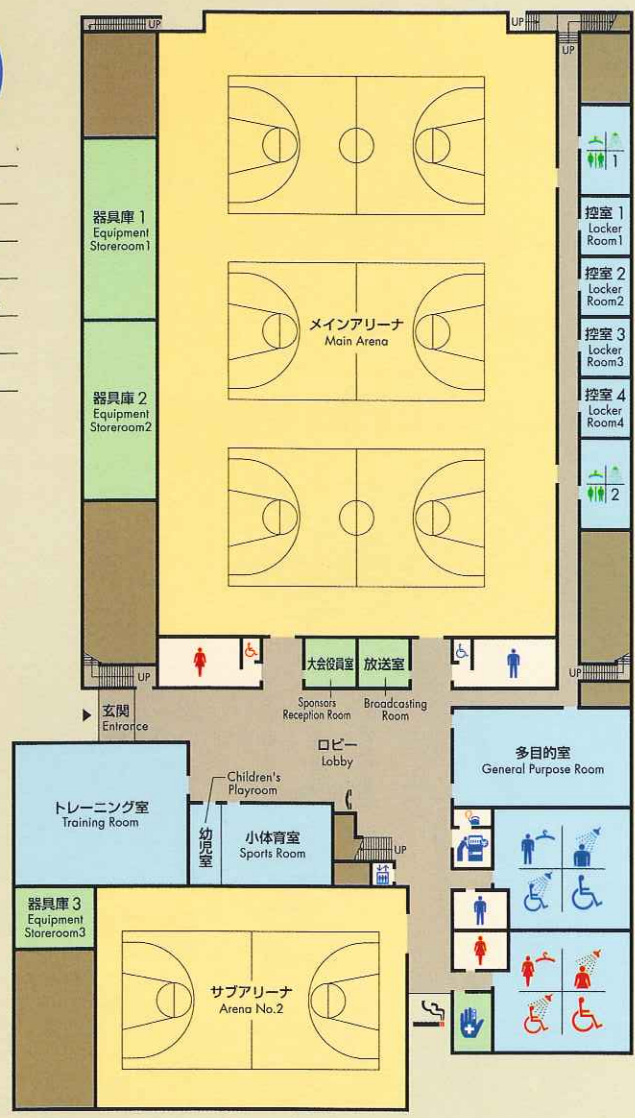 UP
UP
UP
1
器具庫 1
Equipment
Storeroom1
控室 1
Locker
Room1
控室 2
Locker
Room2
メインアリーナ
Main Arena
控室 3
Locker
Room3
器具庫 2
Equipment
Storeroom2
控室 4
Locker
Room4
2
UP
大会役員室
放送室
UP
Sponsors
Reception Room
Broadcasting
Room
玄関
Entrance
ロビー
Lobby
多目的室
General Purpose Room
トレーニング室
Training Room
Children's
Playroom
幼児室
小体育室
Sports Room
UP
器具庫 3
Equipment
Storeroom3
サブアリーナ
Arena No.2